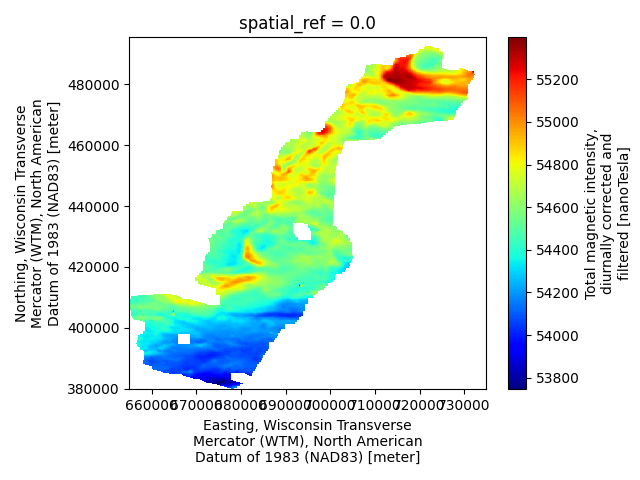 spatial_ref = 0.0
480000
460000
440000
420000
400000
380000
Northing, Wisconsin Transverse
Mercator (WTM), North American
Datum of 1983 (NAD83) [meter]
660000 670000 680000 690000 700000 710000 720000 730000
Easting, Wisconsin Transverse
Mercator (WTM), North American
Datum of 1983 (NAD83) [meter]
55200
55000
54800
54600
54400
54200
54000
53800
Total magnetic intensity,
diurnally corrected and
filtered [nanoTesla]